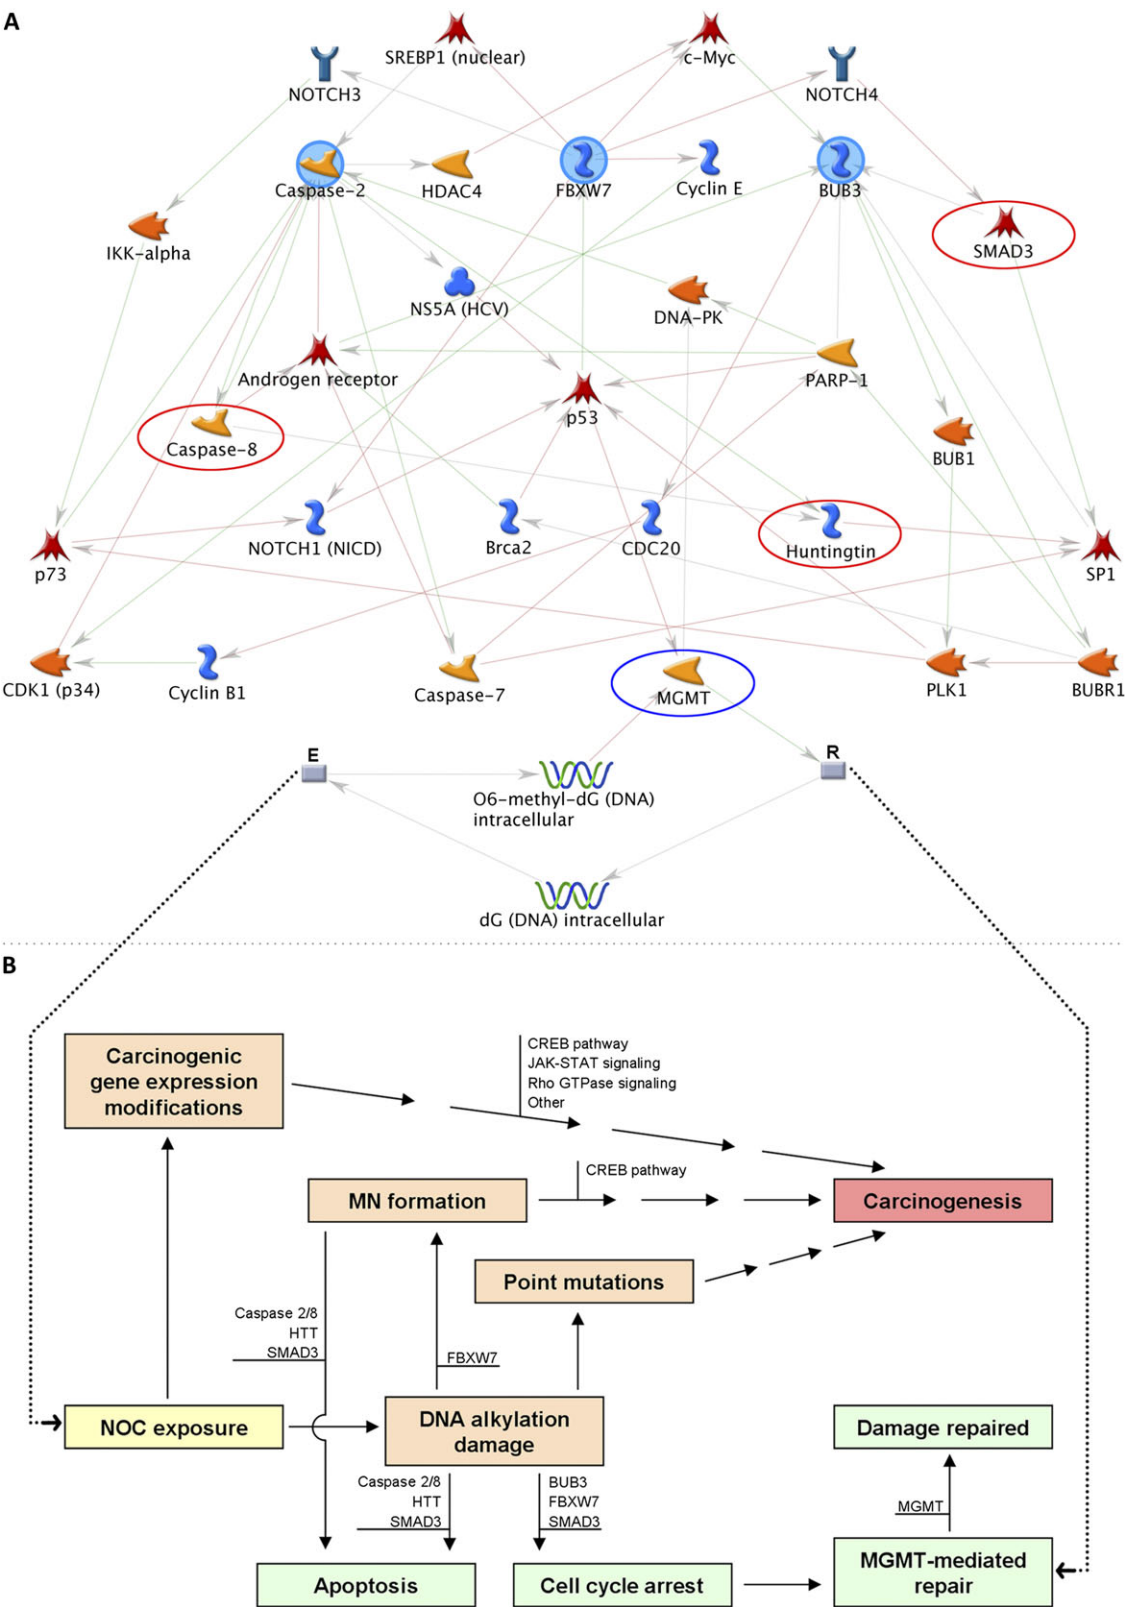 A
SREBP1 (nuclear)
c-Myc
NOTCH3
NOTCH4
Caspase-2
HDAC4
FBXW7
Cyclin E
BUB3
IKK-alpha
SMAD3
NS5A (HCV)
DNA-PK
Androgen receptor
PARP-1
p53
Caspase-8
BUB1
NOTCH1 (NICD)
Brca2
CDC20
Huntingtin
p73
SP1
CDK1 (p34)
Cyclin B1
Caspase-7
MGMT
PLK1
BUBR1
E
R
O6-methyl-dG (DNA)
intracellular
dG (DNA) intracellular
B
Carcinogenic
gene expression
modifications
CREB pathway
JAK-STAT signaling
Rho GTPase signaling
Other
CREB pathway
MN formation
Carcinogenesis
Point mutations
Caspase 2/8
HTT
SMAD3
FBXW7
NOC exposure
DNA alkylation
damage
Damage repaired
Caspase 2/8
HTT
SMAD3
BUB3
FBXW7
SMAD3
MGMT
Apoptosis
Cell cycle arrest
MGMT-mediated
repair